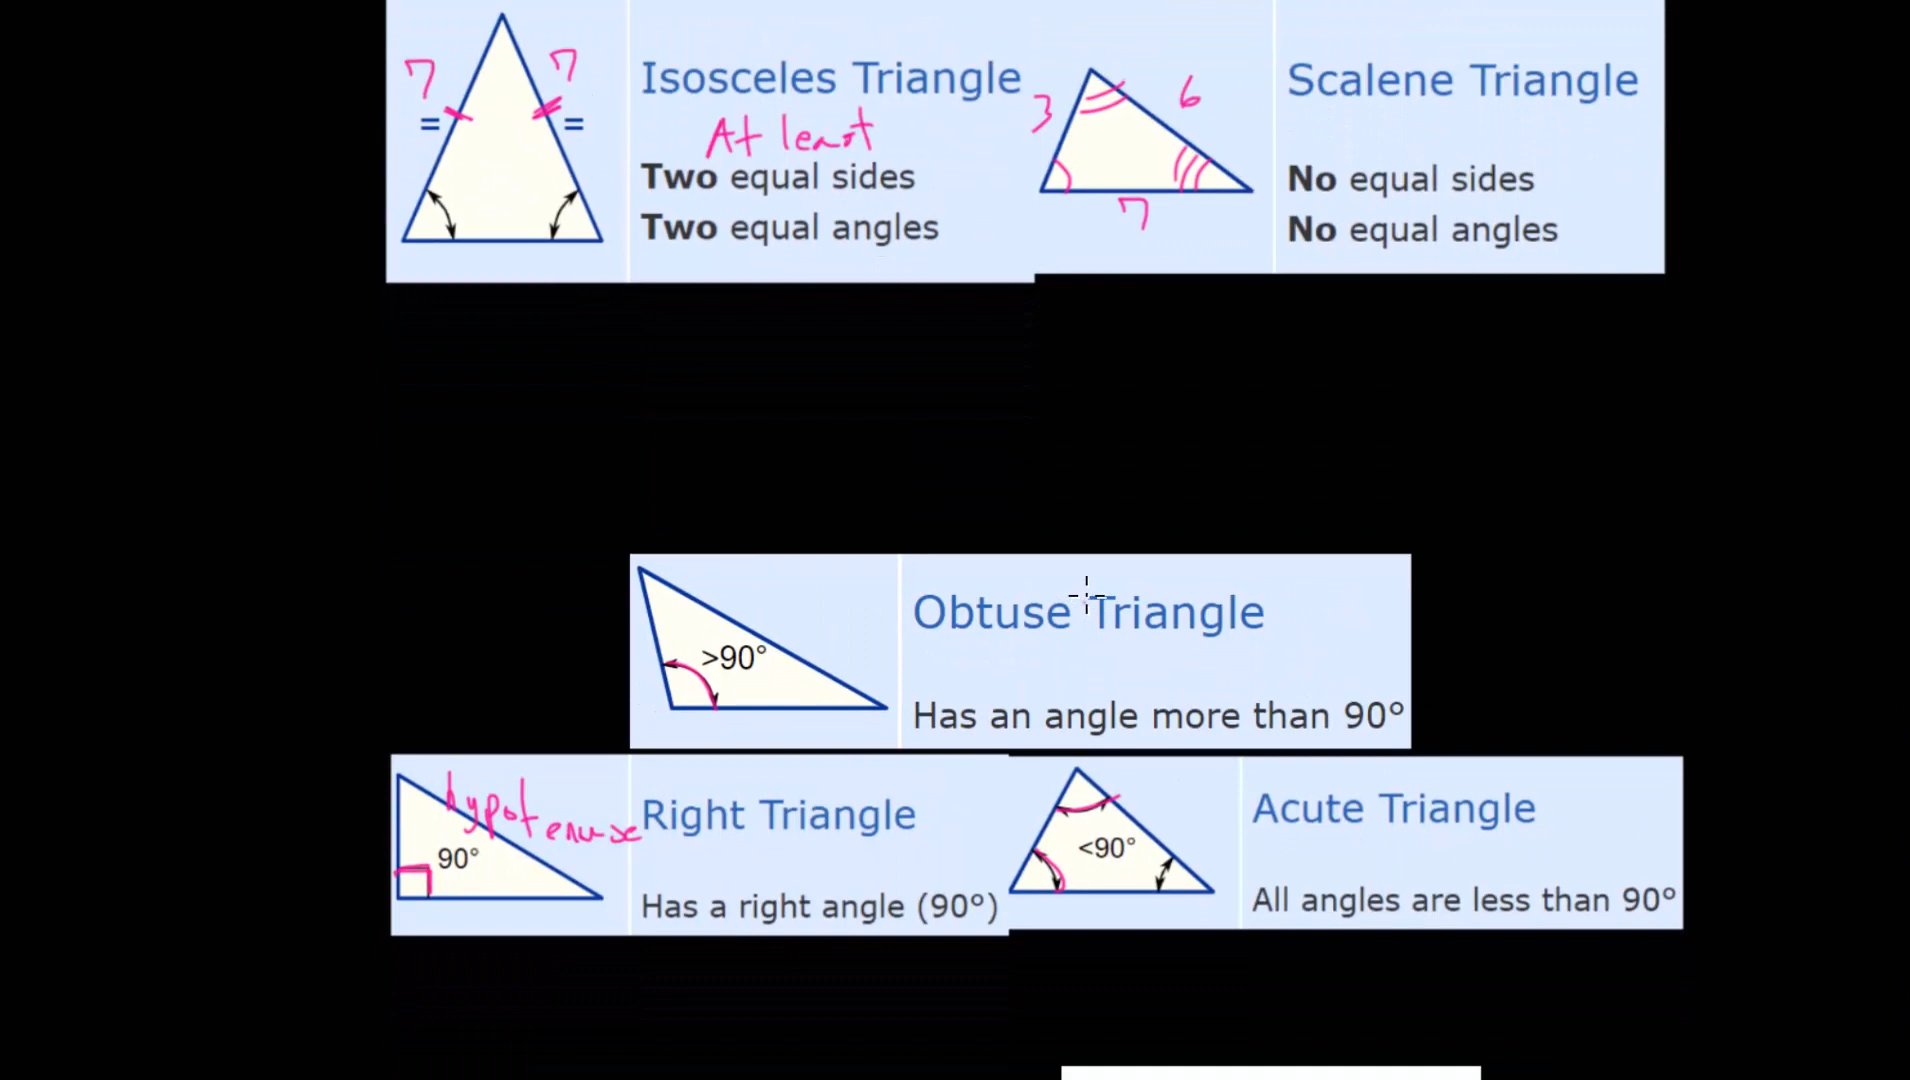 7
7
=
=
Isosceles Triangle
At least
Two equal sides
Two equal angles
3
6
7
Scalene Triangle
No equal sides
No equal angles
>90°
Obtuse Triangle
Has an angle more than 90°
hypotenuse
90°
Right Triangle
Has a right angle (90°)
<90°
Acute Triangle
All angles are less than 90°